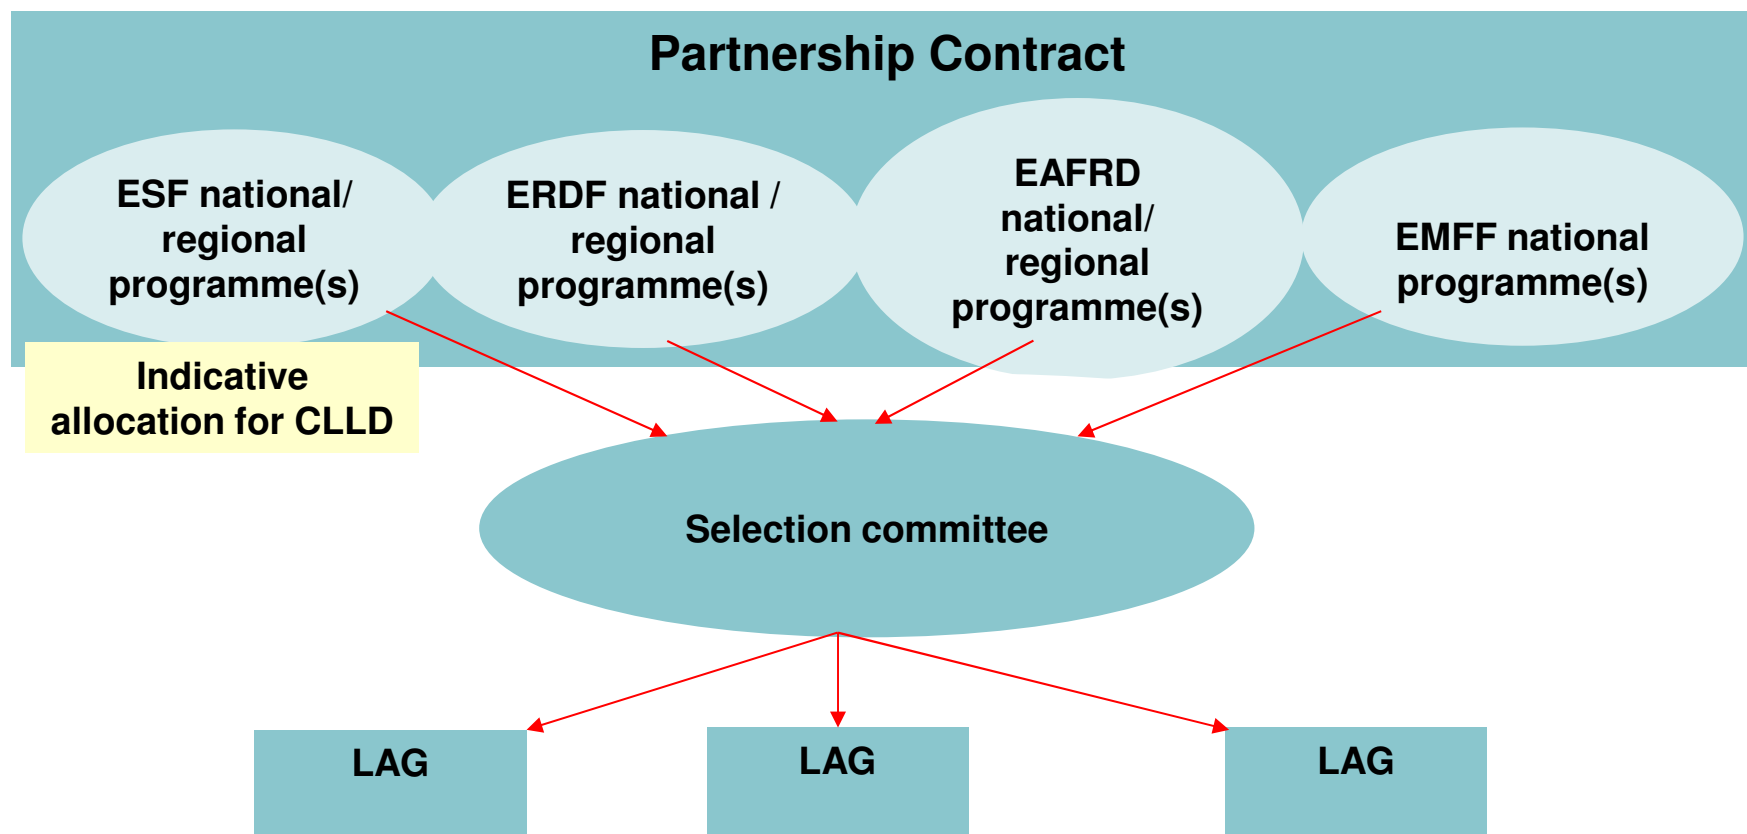 Partnership Contract
ESF national/
regional
programme(s)
ERDF national /
regional
programme(s)
EAFRD
national/
regional
programme(s)
EMFF national
programme(s)
Indicative
allocation for CLLD
Selection committee
LAG
LAG
LAG